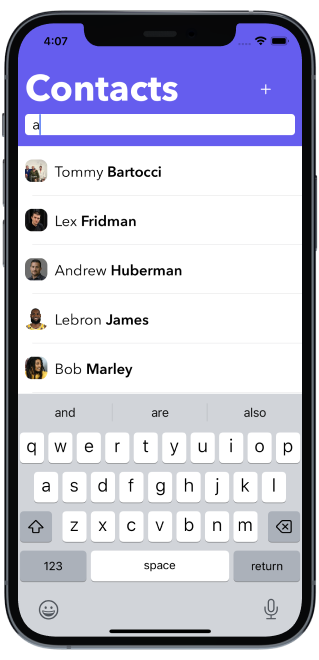 4:07
Contacts
+
a
Tommy Bartocci
Lex Fridman
Andrew Huberman
Lebron James
Bob Marley
and are also
q w e r t y u i o p
a s d f g h j k l
z x c v b n m
123 space return